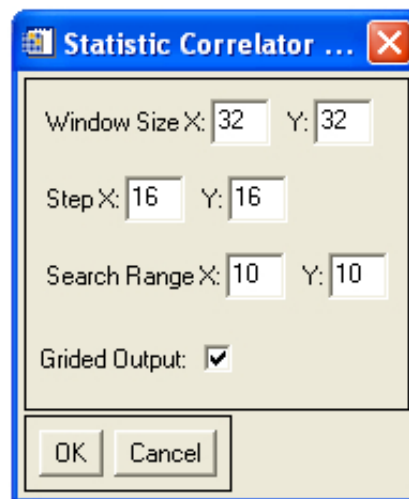 Statistic Correlator ...
Window Size X: 32 Y: 32
Step X: 16 Y: 16
Search Range X: 10 Y: 10
Grided Output:
OK Cancel